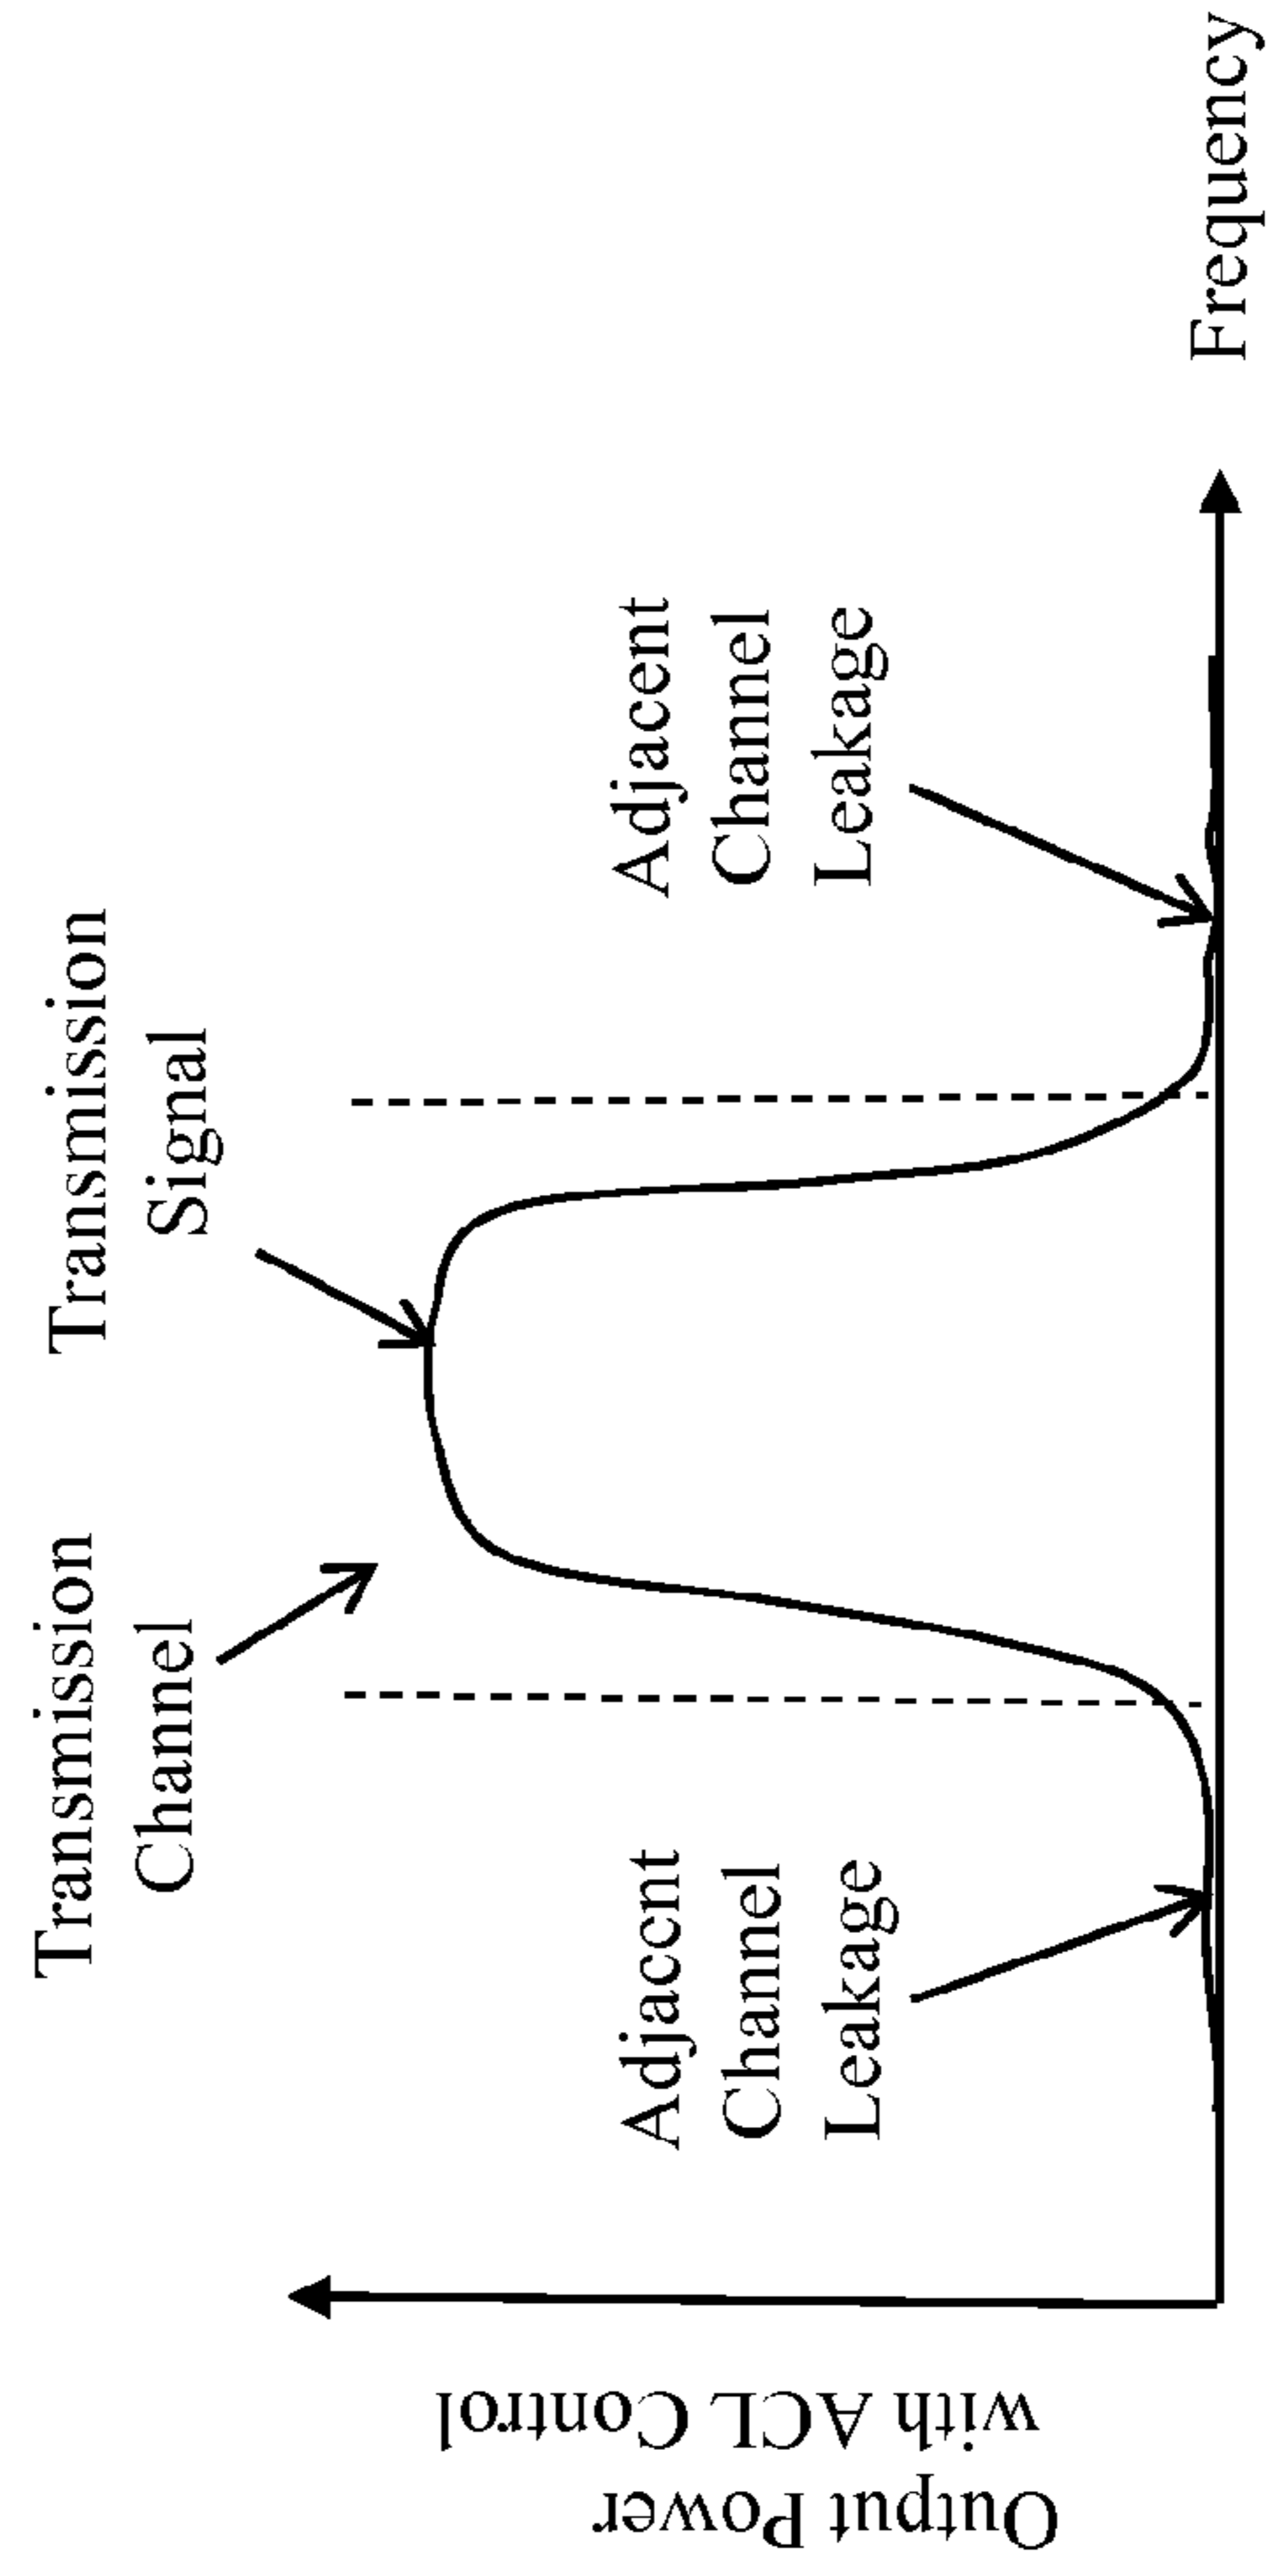 Transmission
Channel
Transmission
Signal
Adjaccnt
Channel
Leakage
Adjacent
Channel
Leakage
Output Power
with ACL Control
Frequency